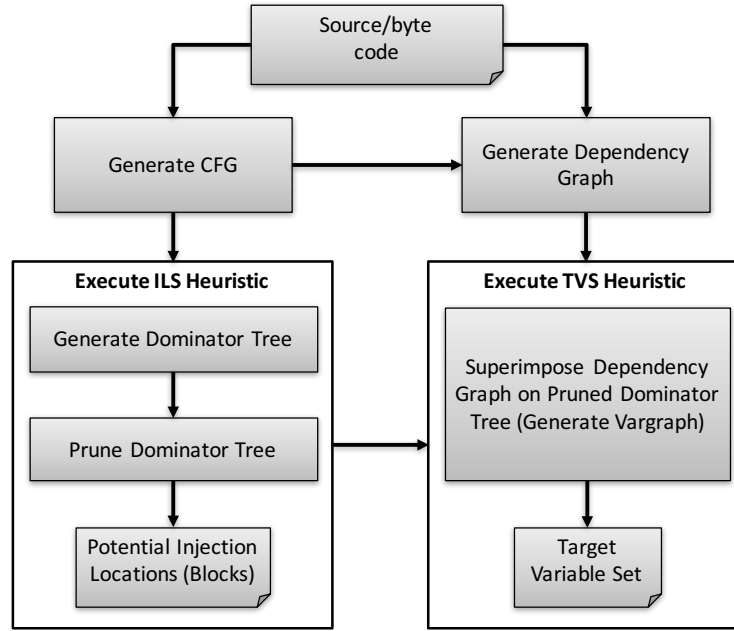 Source/byte
code
Generate CFG
Generate Dependency
Graph
Execute ILS Heuristic
Generate Dominator Tree
Prune Dominator Tree
Potential Injection
Locations (Blocks)
Execute TVS Heuristic
Superimpose Dependency
Graph on Pruned Dominator
Tree (Generate Vargraph)
Target
Variable Set